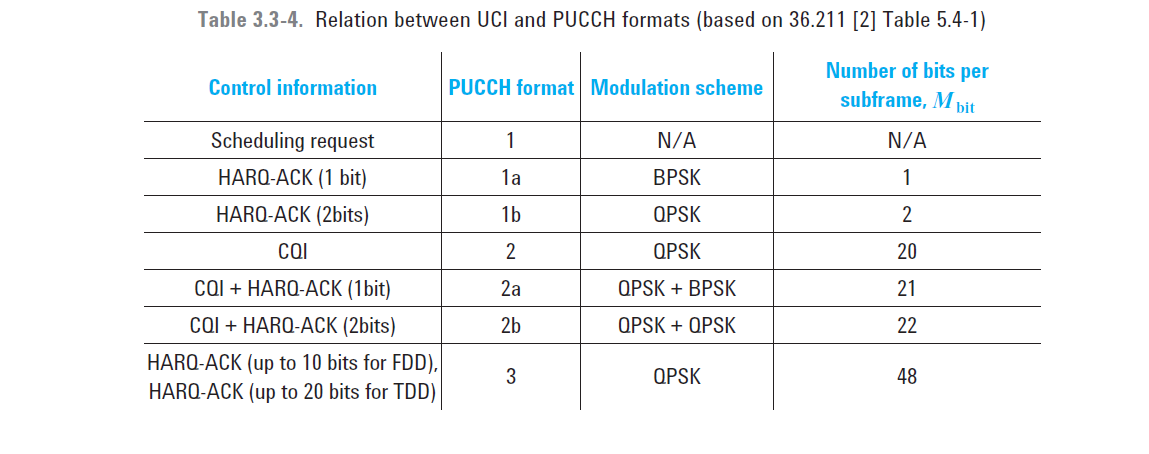 Table 3.3-4. Relation between UCI and PUCCH formats (based on 36.211 [2] Table 5.4-1)
Control information PUCCH format Modulation scheme Number of bits per subframe, M bit
Scheduling request 1 N/A N/A
HARQ-ACK (1 bit) 1a BPSK 1
HARQ-ACK (2bits) 1b QPSK 2
CQI 2 QPSK 20
CQI + HARQ-ACK (1bit) 2a QPSK + BPSK 21
CQI + HARQ-ACK (2bits) 2b QPSK + QPSK 22
HARQ-ACK (up to 10 bits for FDD),
HARQ-ACK (up to 20 bits for TDD) 3 QPSK 48